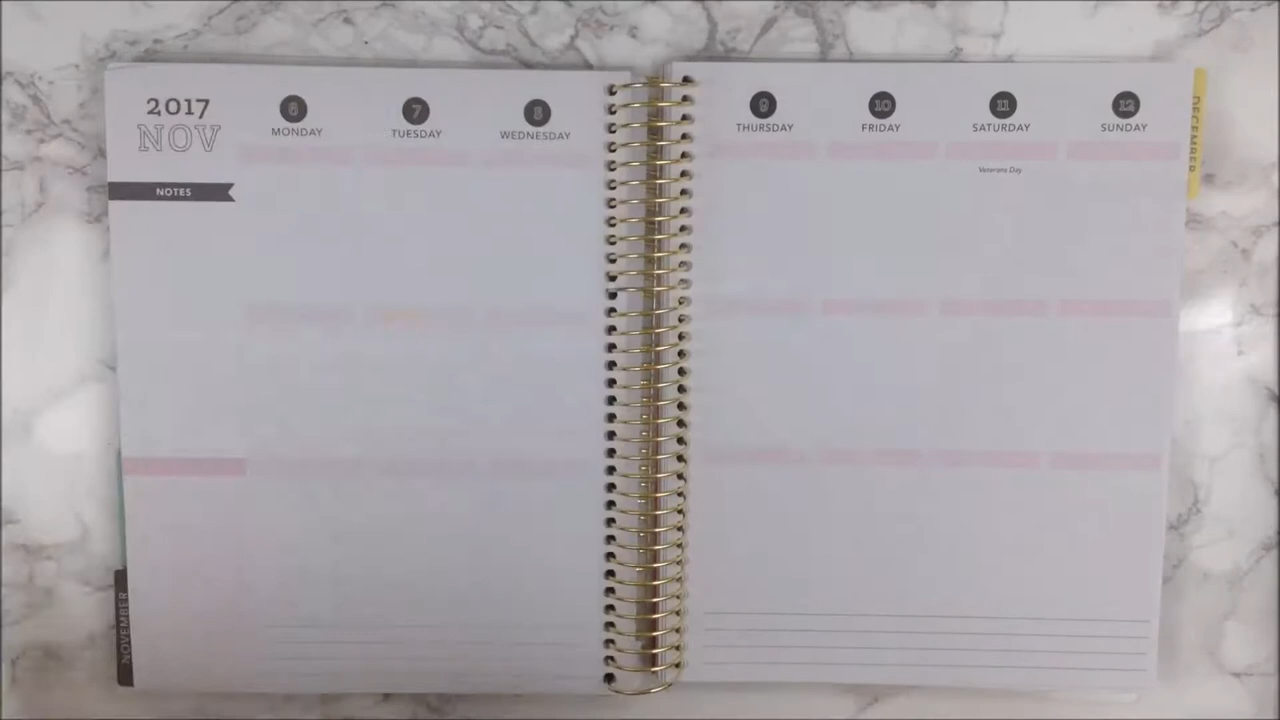 2017
NOV
NOTES
6
MONDAY
7
TUESDAY
8
WEDNESDAY
9
THURSDAY
10
FRIDAY
11
SATURDAY
Veterans Day
12
SUNDAY
DECEMBER
NOVEMBER